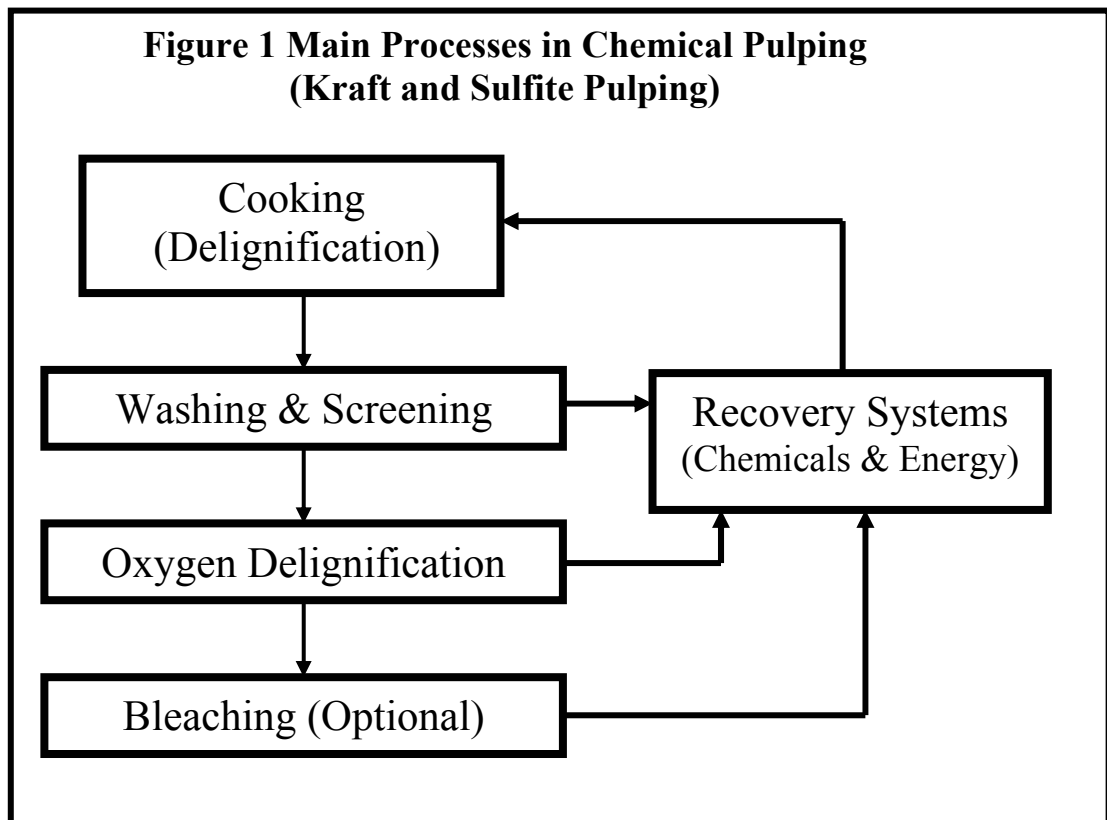 Figure 1 Main Processes in Chemical Pulping
(Kraft and Sulfite Pulping)
Cooking
(Delignification)
Washing & Screening
Recovery Systems
(Chemicals & Energy)
Oxygen Delignification
Bleaching (Optional)